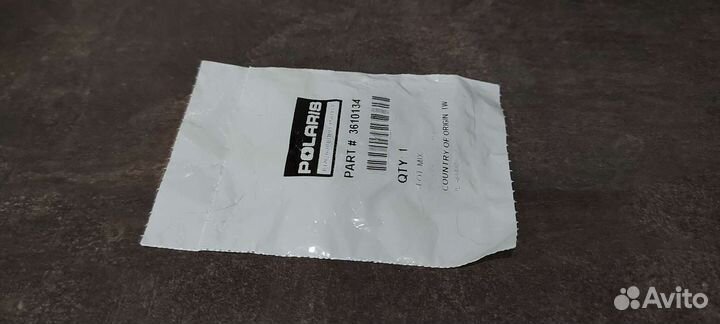 POLARIS
PART # 3610134
QTY 1
COUNTRY OF ORIGIN TW
Avito